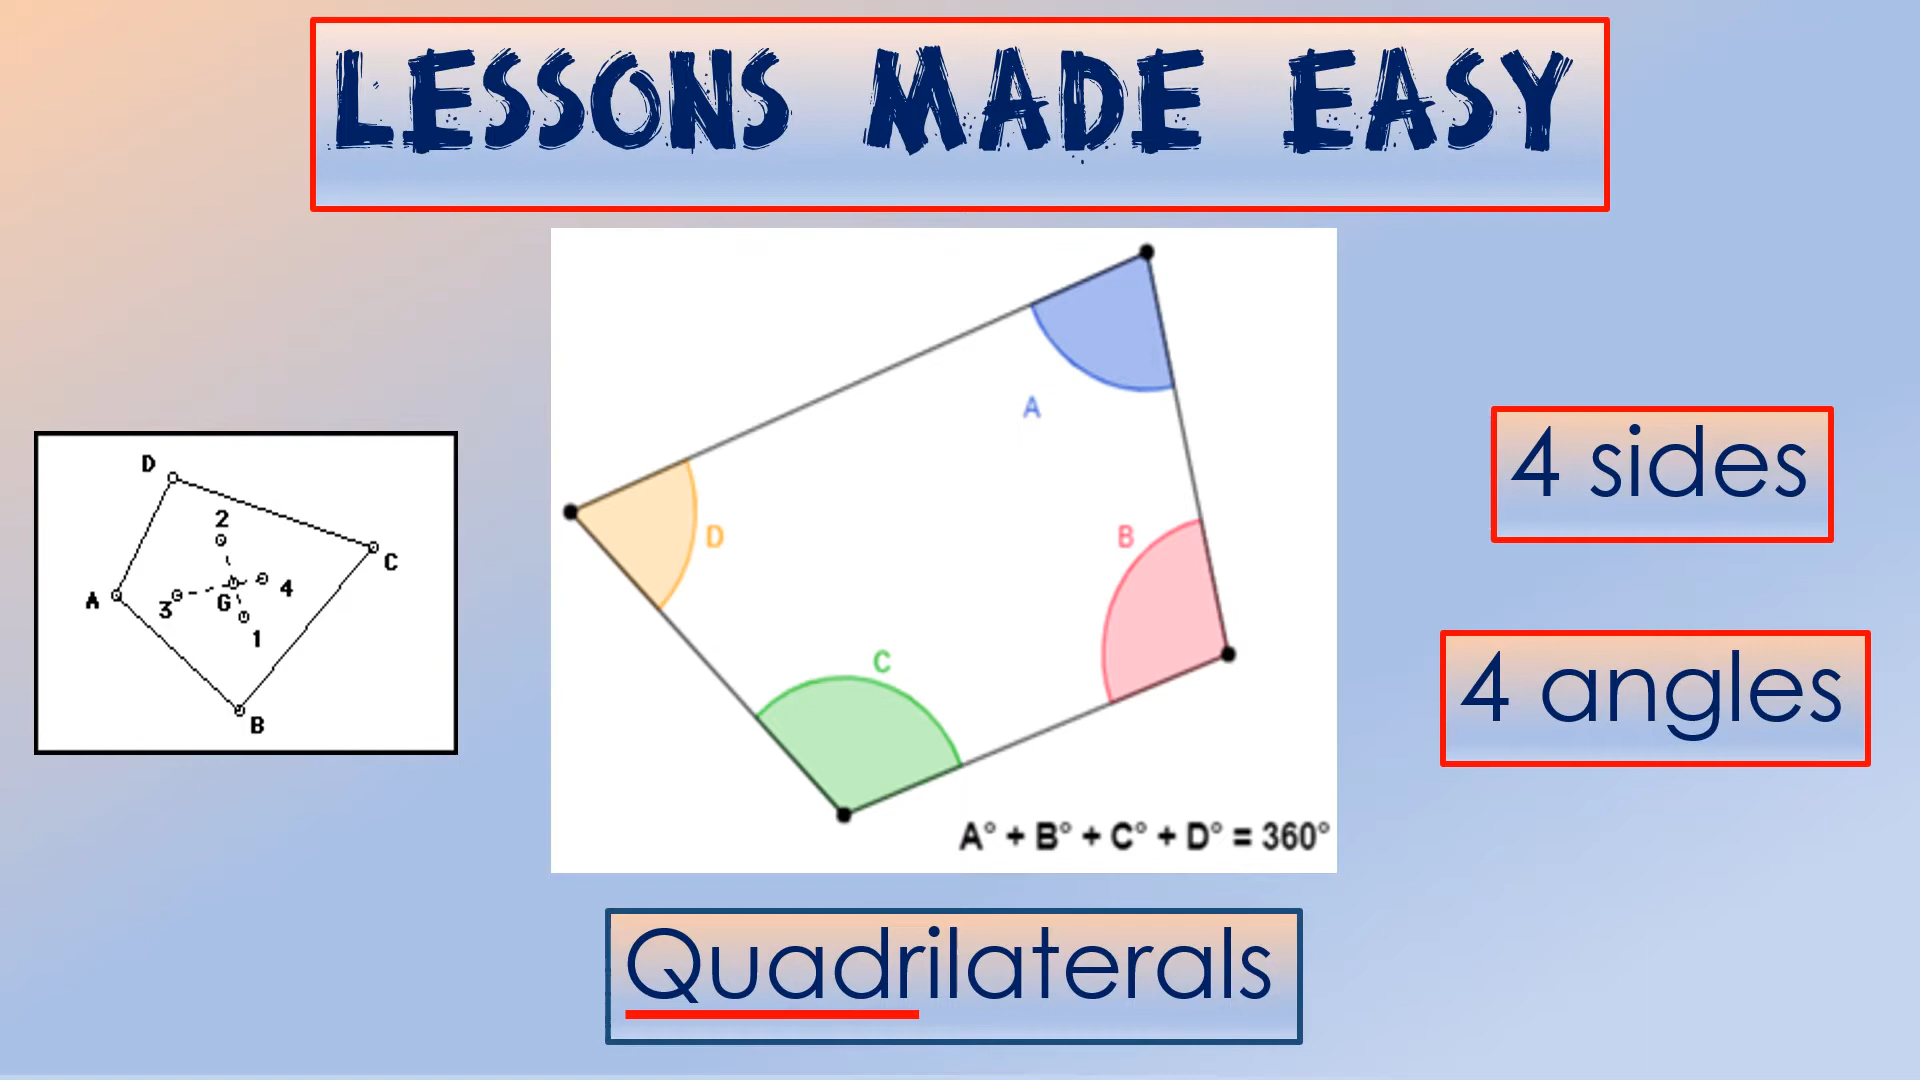 LESSONS MADE EASY
D
2
C
A
3
G
4
1
B
A
D
B
C
A° + B° + C° + D° = 360°
4 sides
4 angles
Quadrilaterals